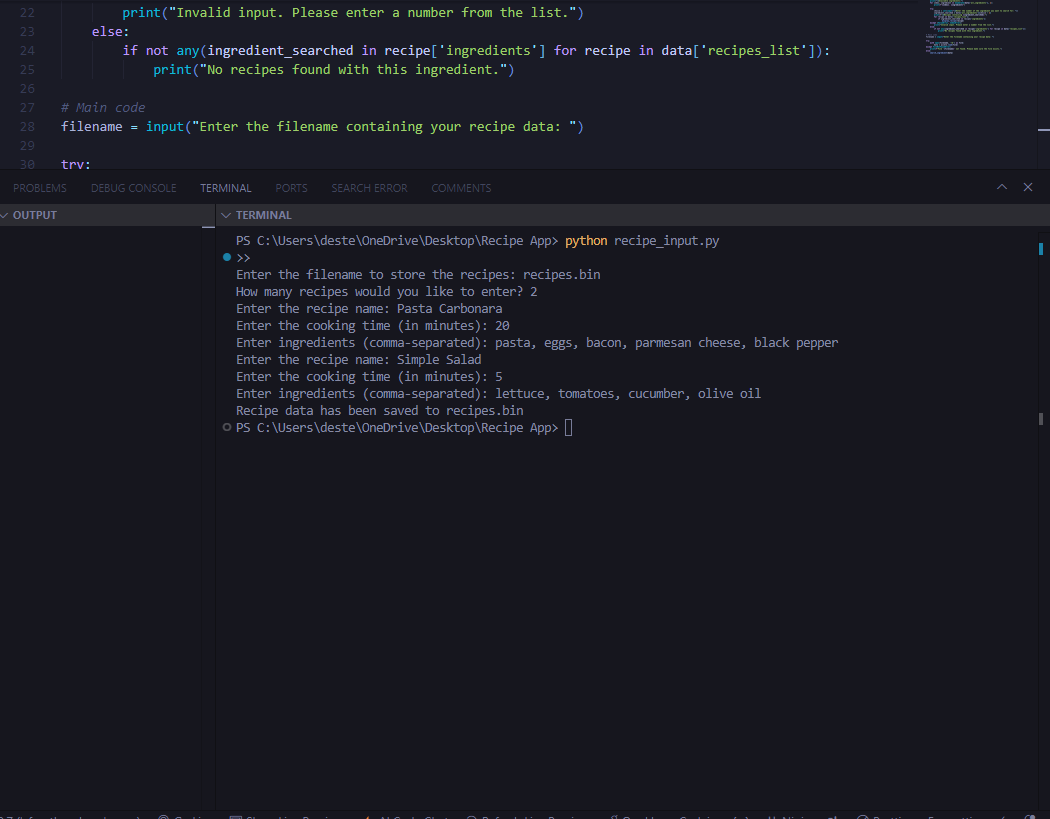 22 print("Invalid input. Please enter a number from the list.")
23 else:
24 if not any(ingredient_searched in recipe['ingredients'] for recipe in data['recipes_list']):
25 print("No recipes found with this ingredient.")
26
27 # Main code
28 filename = input("Enter the filename containing your recipe data: ")
29
30 try:
PROBLEMS DEBUG CONSOLE TERMINAL PORTS SEARCH ERROR COMMENTS
OUTPUT
TERMINAL
PS C:\Users\deste\OneDrive\Desktop\Recipe App> python recipe_input.py
>>
Enter the filename to store the recipes: recipes.bin
How many recipes would you like to enter? 2
Enter the recipe name: Pasta Carbonara
Enter the cooking time (in minutes): 20
Enter ingredients (comma-separated): pasta, eggs, bacon, parmesan cheese, black pepper
Enter the recipe name: Simple Salad
Enter the cooking time (in minutes): 5
Enter ingredients (comma-separated): lettuce, tomatoes, cucumber, olive oil
Recipe data has been saved to recipes.bin
PS C:\Users\deste\OneDrive\Desktop\Recipe App>